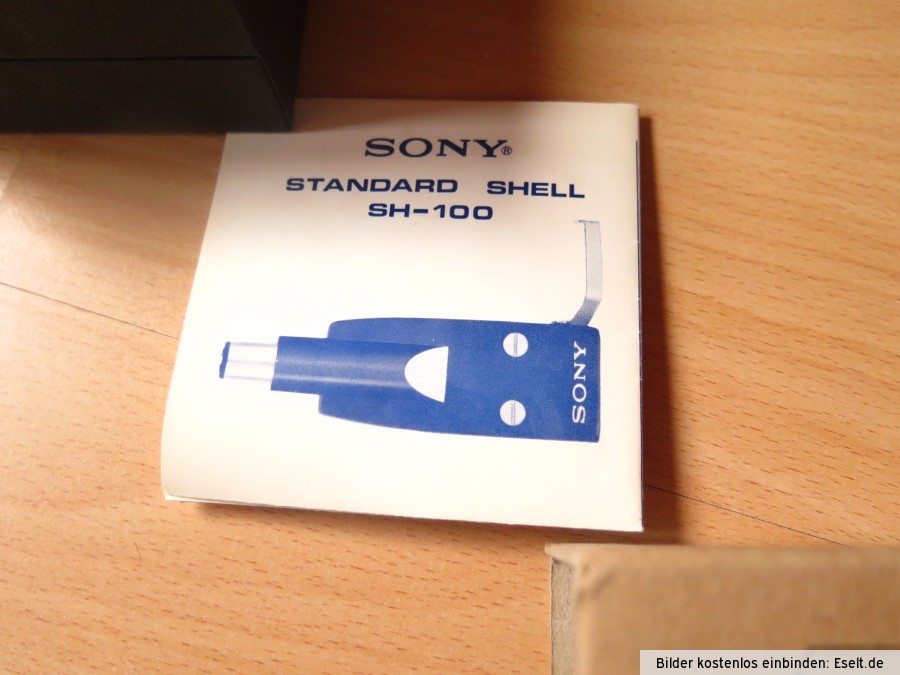 SONY®
STANDARD SHELL
SH-100
SONY
Bilder kostenlos einbinden: Eselt.de